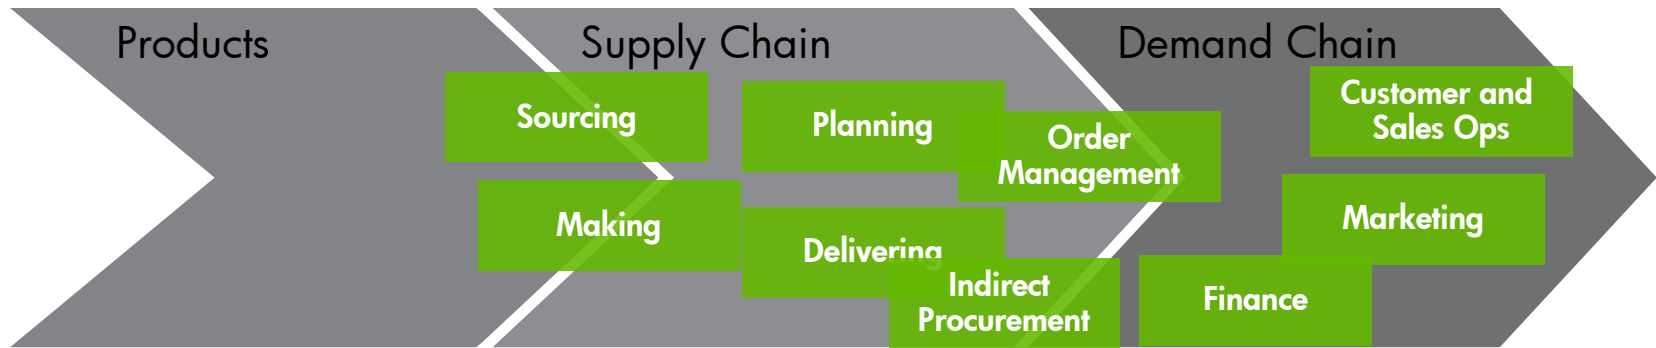 Products
Supply Chain
Demand Chain
Sourcing
Making
Planning
Delivering
Order
Management
Indirect
Procurement
Customer and
Sales Ops
Marketing
Finance